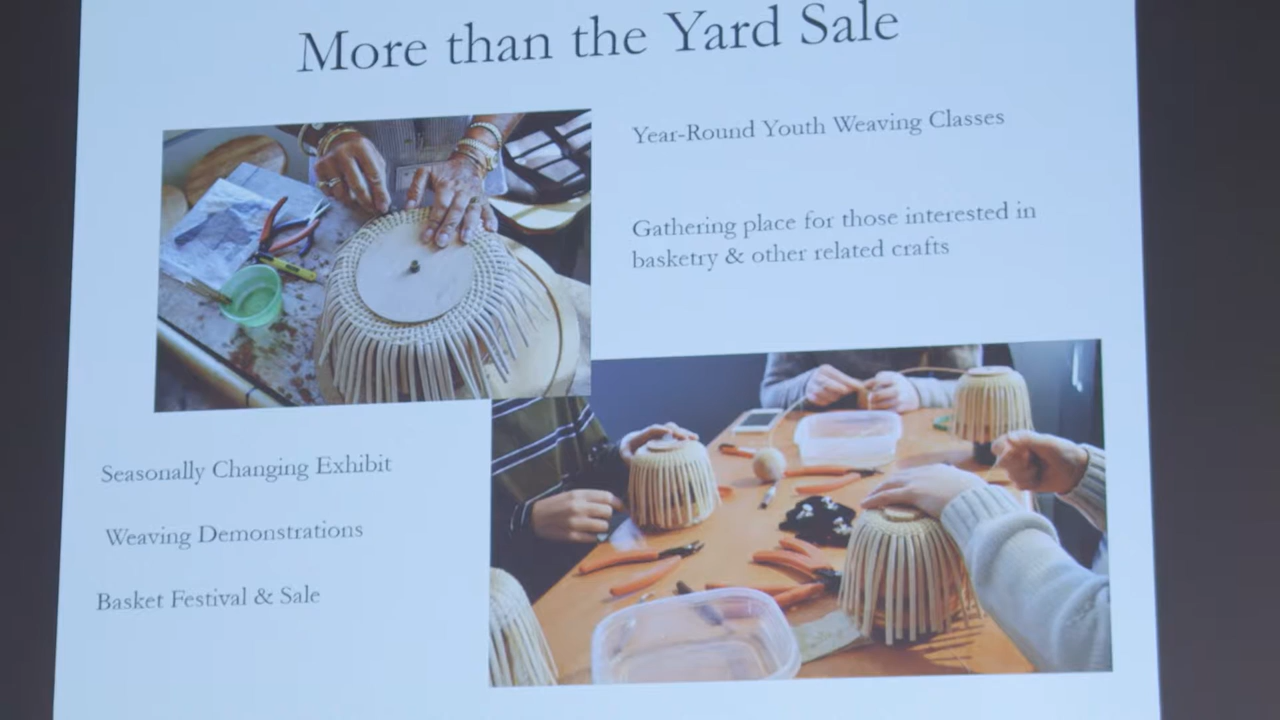 More than the Yard Sale
Year-Round Youth Weaving Classes
Gathering place for those interested in
basketry & other related crafts
Seasonally Changing Exhibit
Weaving Demonstrations
Basket Festival & Sale